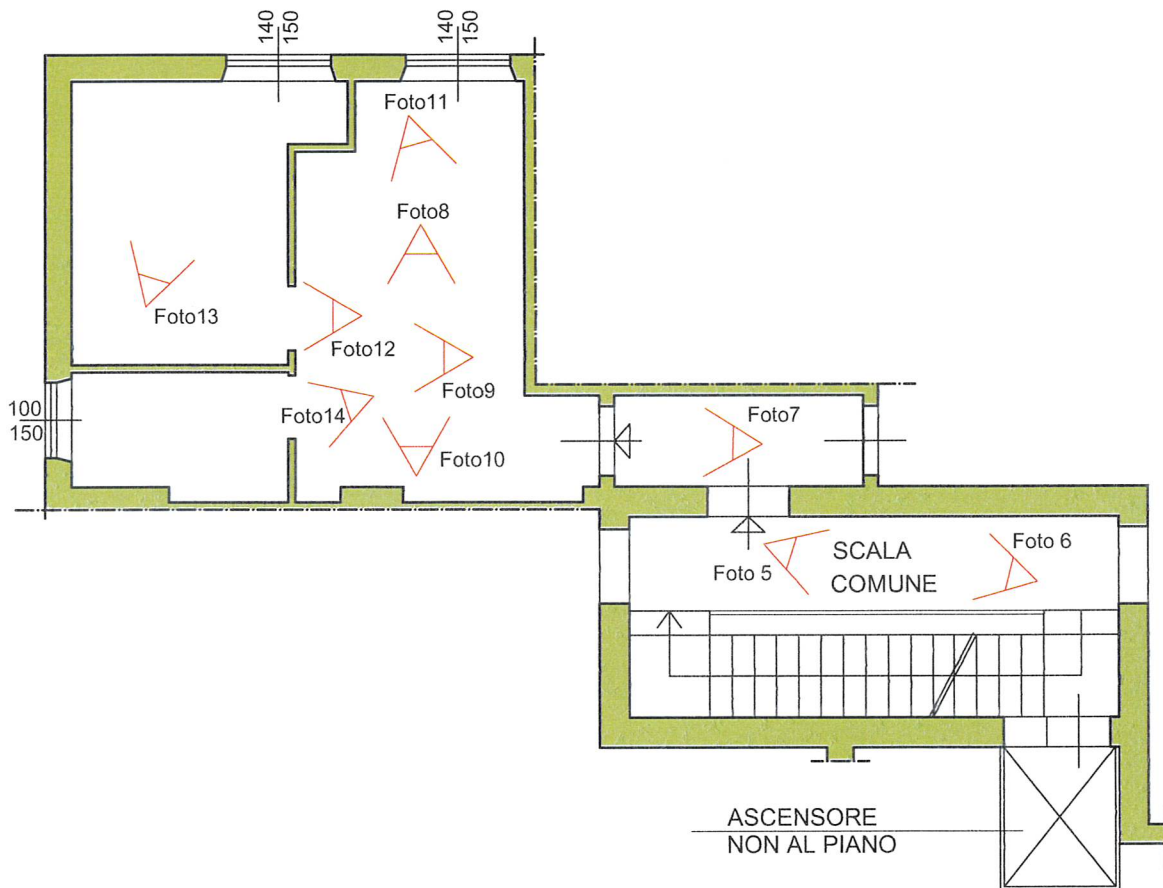 140
150
140
150
Foto11
Foto8
Foto13
Foto12
Foto9
100
150
Foto14
Foto10
Foto7
Foto 5
SCALA
COMUNE
Foto 6
ASCENSORE
NON AL PIANO